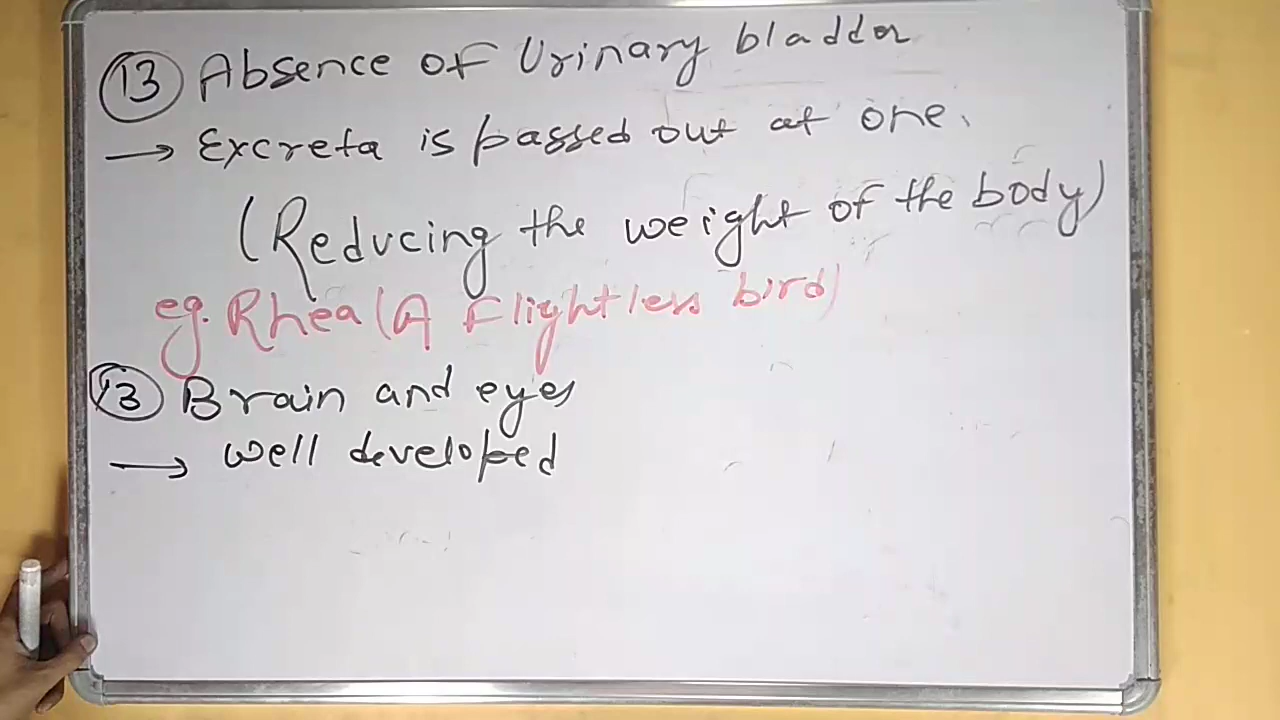 13 Absence of Urinary bladder
→ Excreta is passed out at one.
(Reducing the weight of the body)
eg. Rhea (A Flightless bird)
13 Brain and eyes
→ well developed